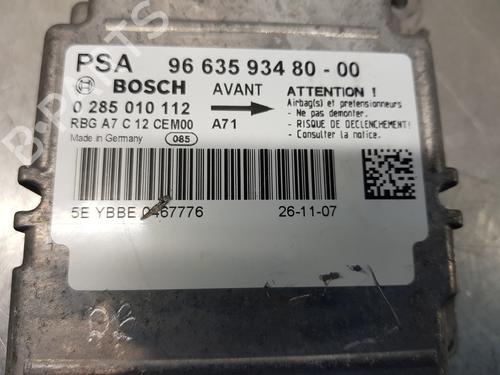 PSA 96 635 934 80 - 00
BOSCH AVANT
ATTENTION !
0 285 010 112
Airbag(s) et pretensionneurs
- Ne pas demonter.
RBG A7 C 12 CEM00 A71
- RISQUE DE DECLENCHEMENT!
Made in Germany 085
- Consulter la notice.
5E YBBE 0467776 26-11-07
B-PARTS